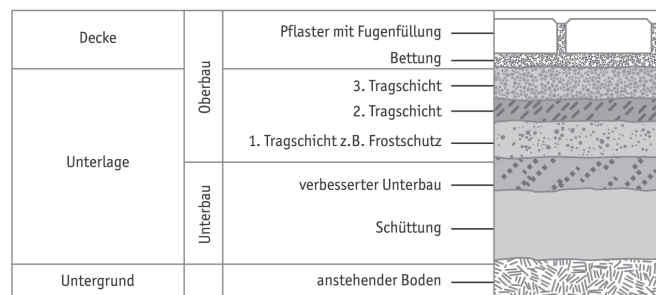 Decke
Oberbau
Pflaster mit Fugenfüllung
Bettung
Unterlage
3. Tragschicht
2. Tragschicht
1. Tragschicht z.B. Frostschutz
Unterbau
verbesserter Unterbau
Schüttung
Untergrund
anstehender Boden